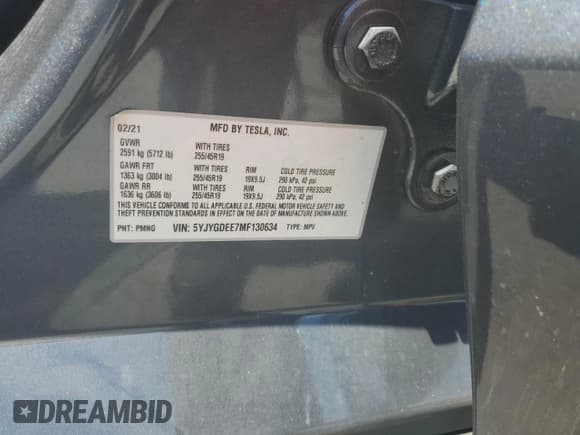 02/21 MFD BY TESLA, INC.
GVWR WITH TIRES
2591 kg (5712 lb) 255/45R19
GAWR FRT WITH TIRES RIM COLD TIRE PRESSURE
1363 kg (3004 lb) 255/45R19 19X9.5J 290 kPa, 42 psi
GAWR RR WITH TIRES RIM COLD TIRE PRESSURE
1636 kg (3606 lb) 255/45R19 19X9.5J 290 kPa, 42 psi
THIS VEHICLE CONFORMS TO ALL APPLICABLE U.S. FEDERAL MOTOR VEHICLE SAFETY AND
THEFT PREVENTION STANDARDS IN EFFECT ON THE DATE OF MANUFACTURE SHOWN ABOVE.
PNT: PMNG VIN: 5YJYGDEE7MF130634 TYPE: MPV
DREAMBID